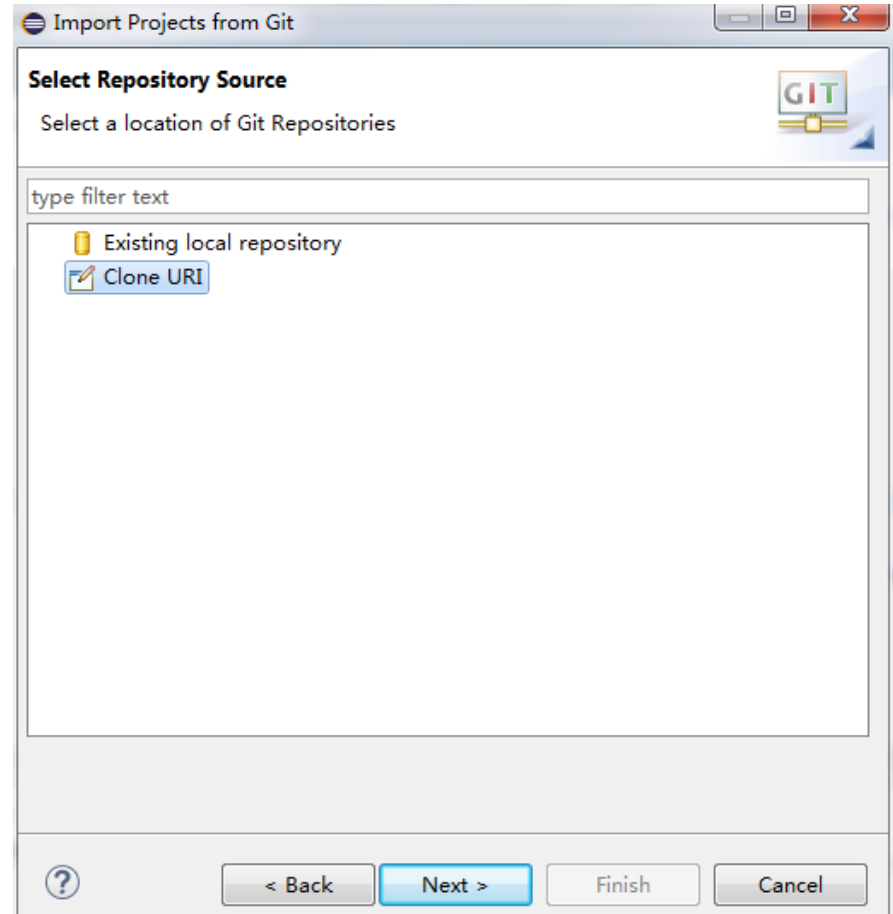 Import Projects from Git
Select Repository Source
Select a location of Git Repositories
GIT
type filter text
Existing local repository
Clone URI
?
< Back
Next >
Finish
Cancel